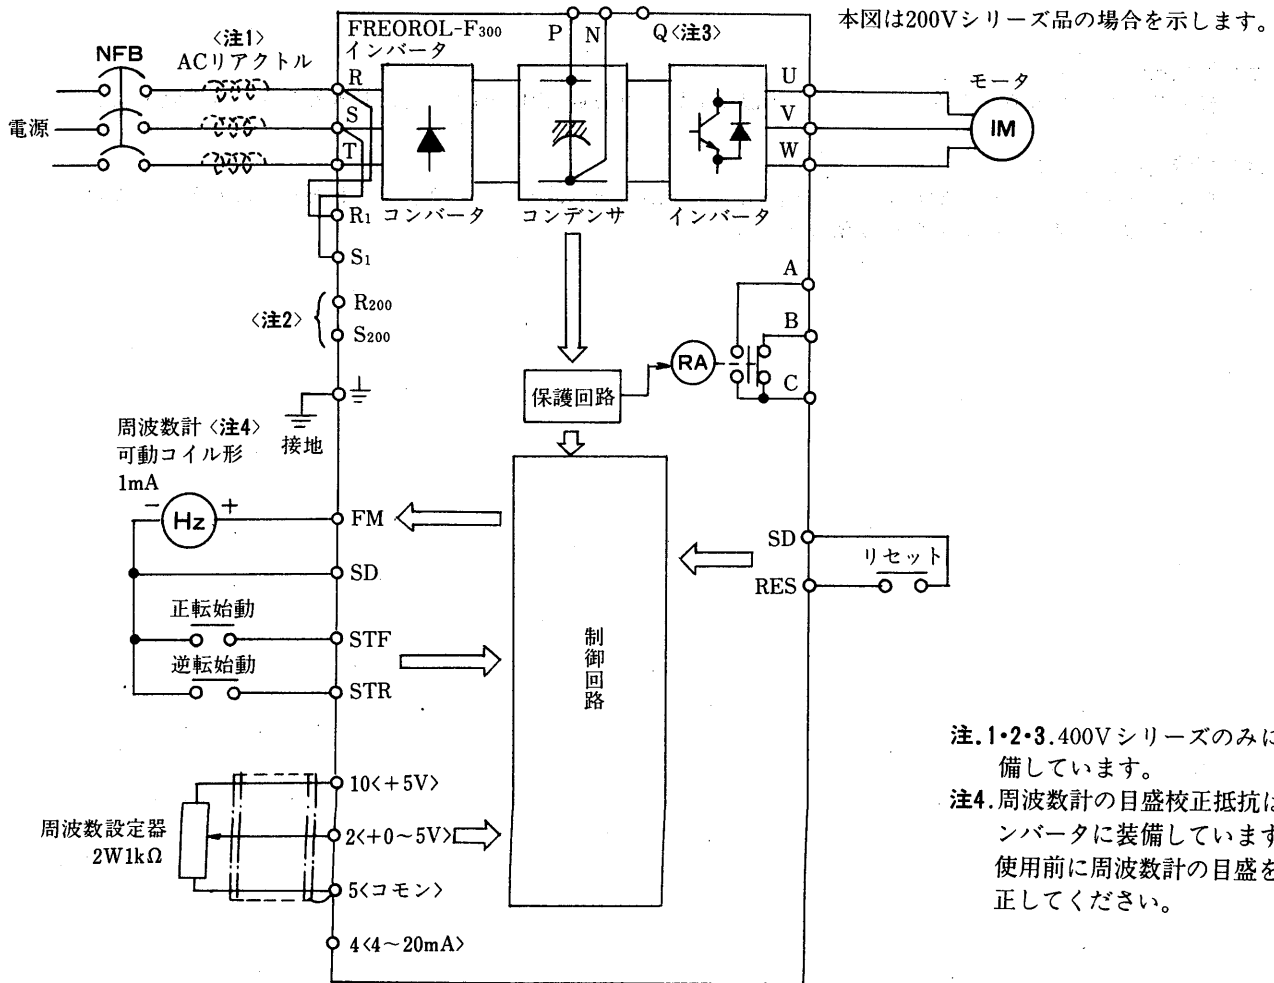 本図は200Vシリーズ品の場合を示します。
FREOROL-F300
インバータ
P
N
Q<注3>
<注1>
ACリアクトル
NFB
電源
R
S
T
R1
S1
コンバータ
コンデンサ
インバータ
U
V
W
モータ
IM
<注2>
R200
S200
接地
保護回路
RA
A
B
C
周波数計<注4>
可動コイル形
1mA
−
+
Hz
FM
SD
正転始動
STF
逆転始動
STR
制御回路
SD
RES
リセット
10<+5V>
周波数設定器
2W1kΩ
2<+0~5V>
5<コモン>
4<4~20mA>
注.1・2・3.400Vシリーズのみに
備しています。
注4.周波数計の目盛校正抵抗は
ンバータに装備しています
使用前に周波数計の目盛を
正してください。